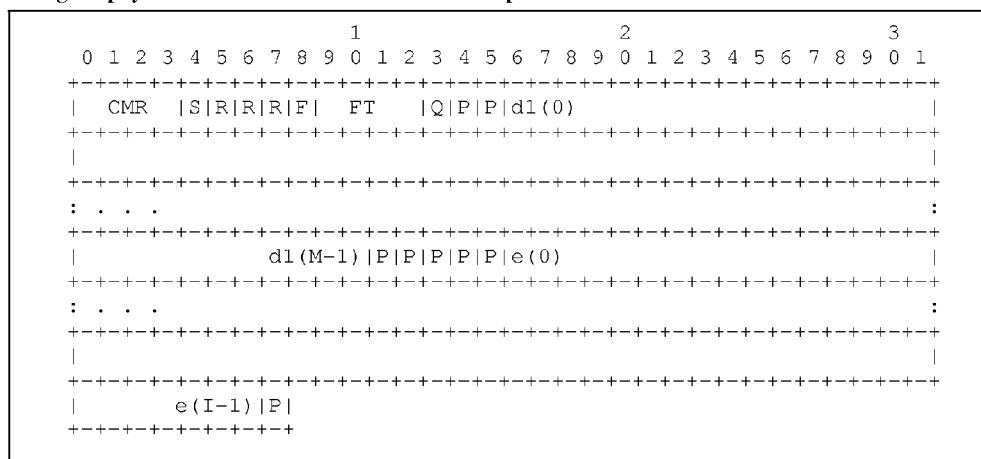 1                   2                   3
 0 1 2 3 4 5 6 7 8 9 0 1 2 3 4 5 6 7 8 9 0 1 2 3 4 5 6 7 8 9 0 1
+-+-+-+-+-+-+-+-+-+-+-+-+-+-+-+-+-+-+-+-+-+-+-+-+-+-+-+-+-+-+-+-+
|  CMR  |S|R|R|R|F|  FT   |Q|P|P|d1(0)                          |
+-+-+-+-+-+-+-+-+-+-+-+-+-+-+-+-+-+-+-+-+-+-+-+-+-+-+-+-+-+-+-+-+
|                                                               |
+-+-+-+-+-+-+-+-+-+-+-+-+-+-+-+-+-+-+-+-+-+-+-+-+-+-+-+-+-+-+-+-+
: . . .                                                         :
+-+-+-+-+-+-+-+-+-+-+-+-+-+-+-+-+-+-+-+-+-+-+-+-+-+-+-+-+-+-+-+-+
|              d1(M-1)|P|P|P|P|P|e(0)                           |
+-+-+-+-+-+-+-+-+-+-+-+-+-+-+-+-+-+-+-+-+-+-+-+-+-+-+-+-+-+-+-+-+
: . . .                                                         :
+-+-+-+-+-+-+-+-+-+-+-+-+-+-+-+-+-+-+-+-+-+-+-+-+-+-+-+-+-+-+-+-+
|                                                               |
+-+-+-+-+-+-+-+-+-+-+-+-+-+-+-+-+-+-+-+-+-+-+-+-+-+-+-+-+-+-+-+-+
|       e(I-1)|P|
+-+-+-+-+-+-+-+-+